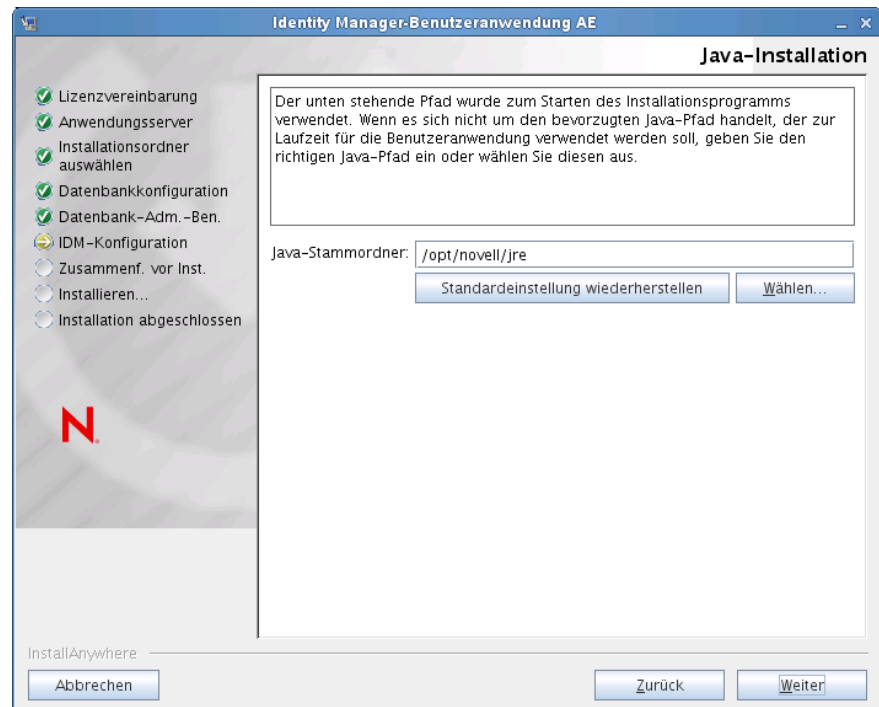 Identity Manager-Benutzeranwendung AE
Java-Installation
Lizenzvereinbarung
Anwendungsserver
Installationsordner
auswählen
Datenbankkonfiguration
Datenbank-Adm.-Ben.
IDM-Konfiguration
Zusammenf. vor Inst.
Installieren...
Installation abgeschlossen
N.
Der unten stehende Pfad wurde zum Starten des Installationsprogramms
verwendet. Wenn es sich nicht um den bevorzugten Java-Pfad handelt, der zur
Laufzeit für die Benutzeranwendung verwendet werden soll, geben Sie den
richtigen Java-Pfad ein oder wählen Sie diesen aus.
Java-Stammordner: /opt/novell/jre
Standardeinstellung wiederherstellen Wählen...
InstallAnywhere
Abbrechen Zurück Weiter